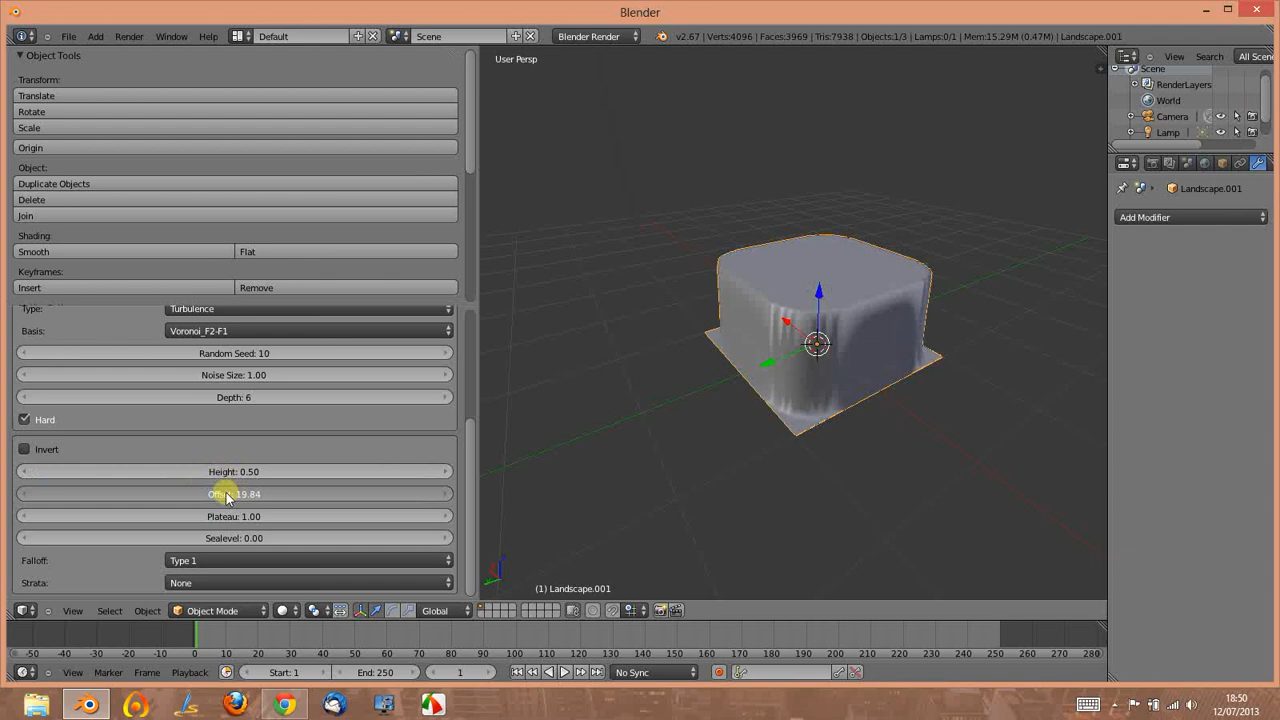 Blender
File Add Render Window Help Default Scene Blender Render v2.67 | Verts:4096 | Faces:3969 | Tris:7938 | Objects:1/3 | Lamps:0/1 | Mem:15.29M (0.47M) | Landscape.001
Object Tools
User Persp
View Search All Scen
Scene
RenderLayers
World
Camera
Lamp
Transform:
Translate
Rotate
Scale
Origin
Object:
Duplicate Objects
Delete
Join
Shading:
Smooth Flat
Keyframes:
Insert Remove
Landscape.001
Add Modifier
Type: Turbulence
Basis: Voronoi_F2-F1
Random Seed: 10
Noise Size: 1.00
Depth: 6
Hard
Invert
Height: 0.50
19.84
Plateau: 1.00
Sealevel: 0.00
Falloff: Type 1
Strata: None
(1) Landscape.001
View Select Object Object Mode Global
-50 -40 -30 -20 -10 0 10 20 30 40 50 60 70 80 90 100 110 120 130 140 150 160 170 180 190 200 210 220 230 240 250 260 270 280
View Marker Frame Playback Start: 1 End: 250 1 No Sync
18:50
12/07/2013